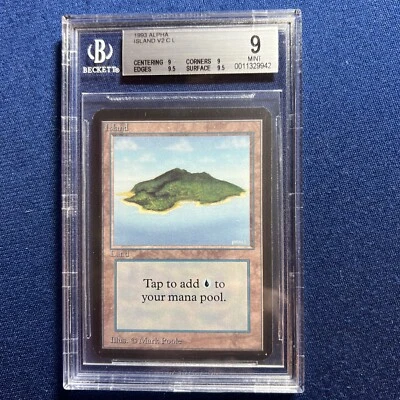 1993 ALPHA
ISLAND V2 C L
CENTERING 9 CORNERS 9
EDGES 9.5 SURFACE 9.5
9
MINT
0011329942
BECKETT
Island
Land
Tap to add to
your mana pool.
Illus. © Mark Poole